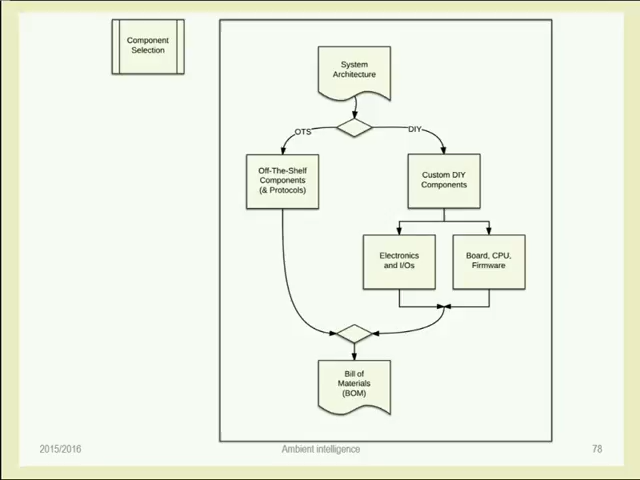 Component
Selection
System
Architecture
OTS
DIY
Off-The-Shelf
Components
(& Protocols)
Custom DIY
Components
Electronics
and I/Os
Board, CPU,
Firmware
Bill of
Materials
(BOM)
2015/2016
Ambient intelligence
78